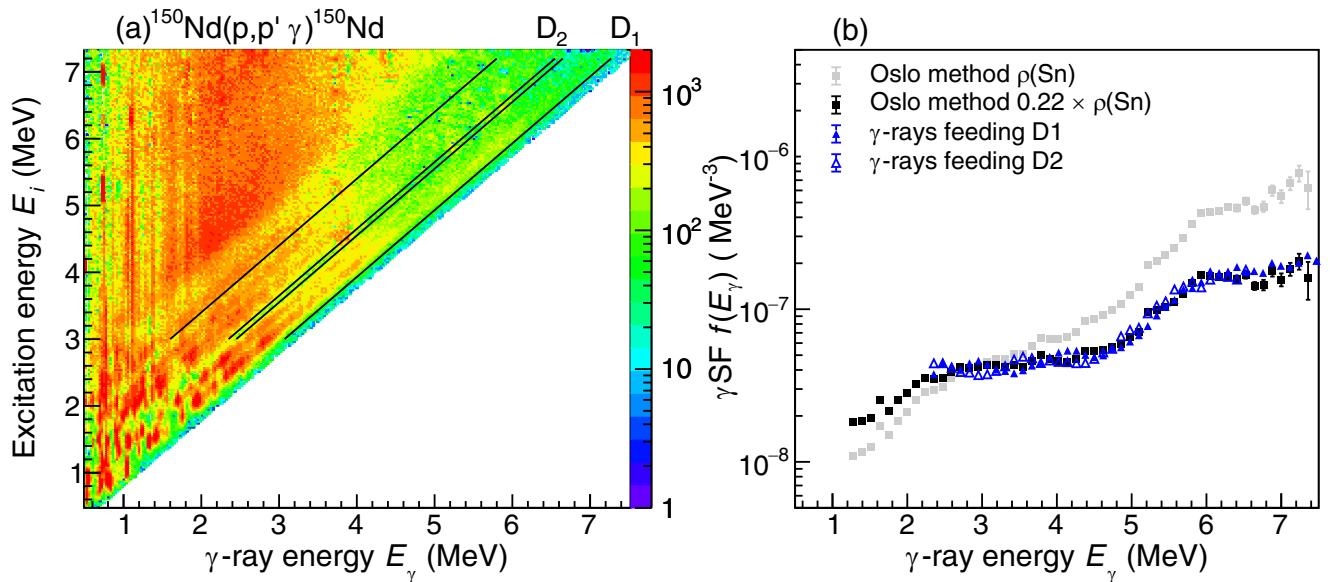 (a) ¹⁵⁰Nd(p,p' γ)¹⁵⁰Nd D₂ D₁
7
6
5
4
3
2
1
Excitation energy Eᵢ (MeV)
1 2 3 4 5 6 7
γ-ray energy E_γ (MeV)
10³
10²
10
1
(b)
Oslo method ρ(Sn)
Oslo method 0.22 × ρ(Sn)
γ-rays feeding D1
γ-rays feeding D2
γSF f(E_γ) ( MeV⁻³)
10⁻⁶
10⁻⁷
10⁻⁸
1 2 3 4 5 6 7
γ-ray energy E_γ (MeV)